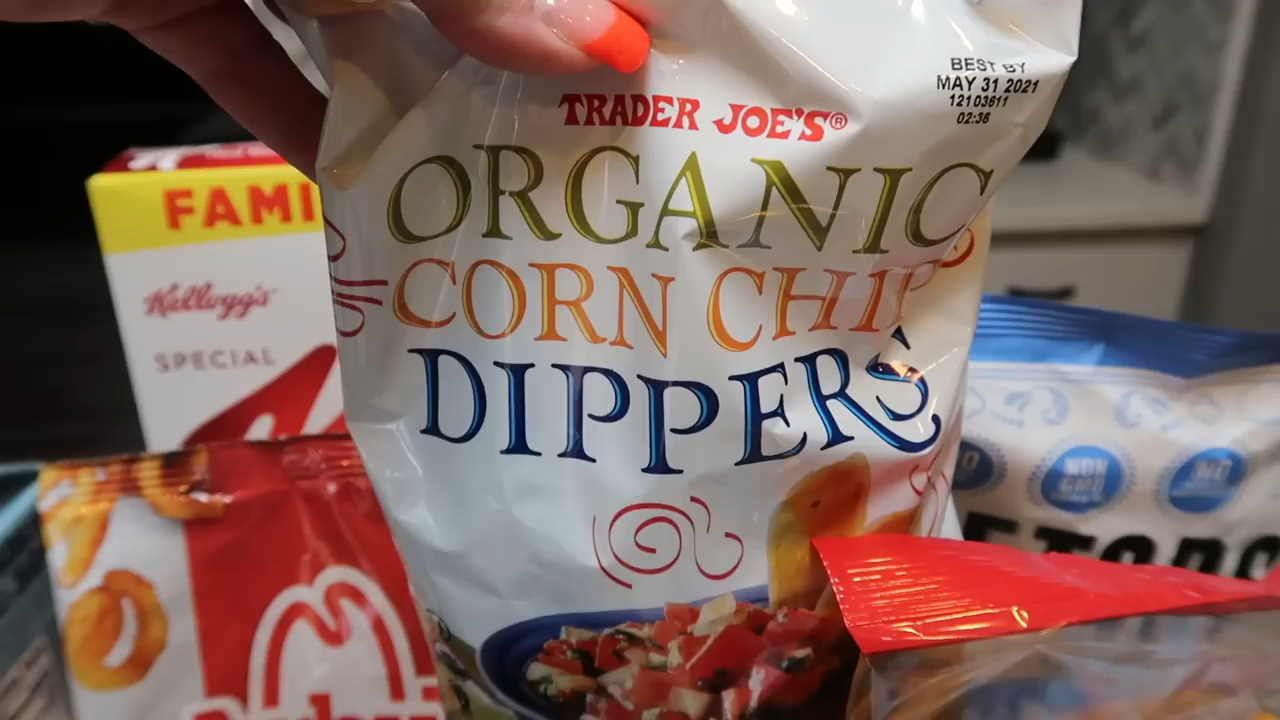 BEST BY
MAY 31 2021
12103611
02:36
TRADER JOE'S®
ORGANIC
CORN CHIP
DIPPERS
FAMI
Kellogg's
SPECIAL
NON
GMO
NO